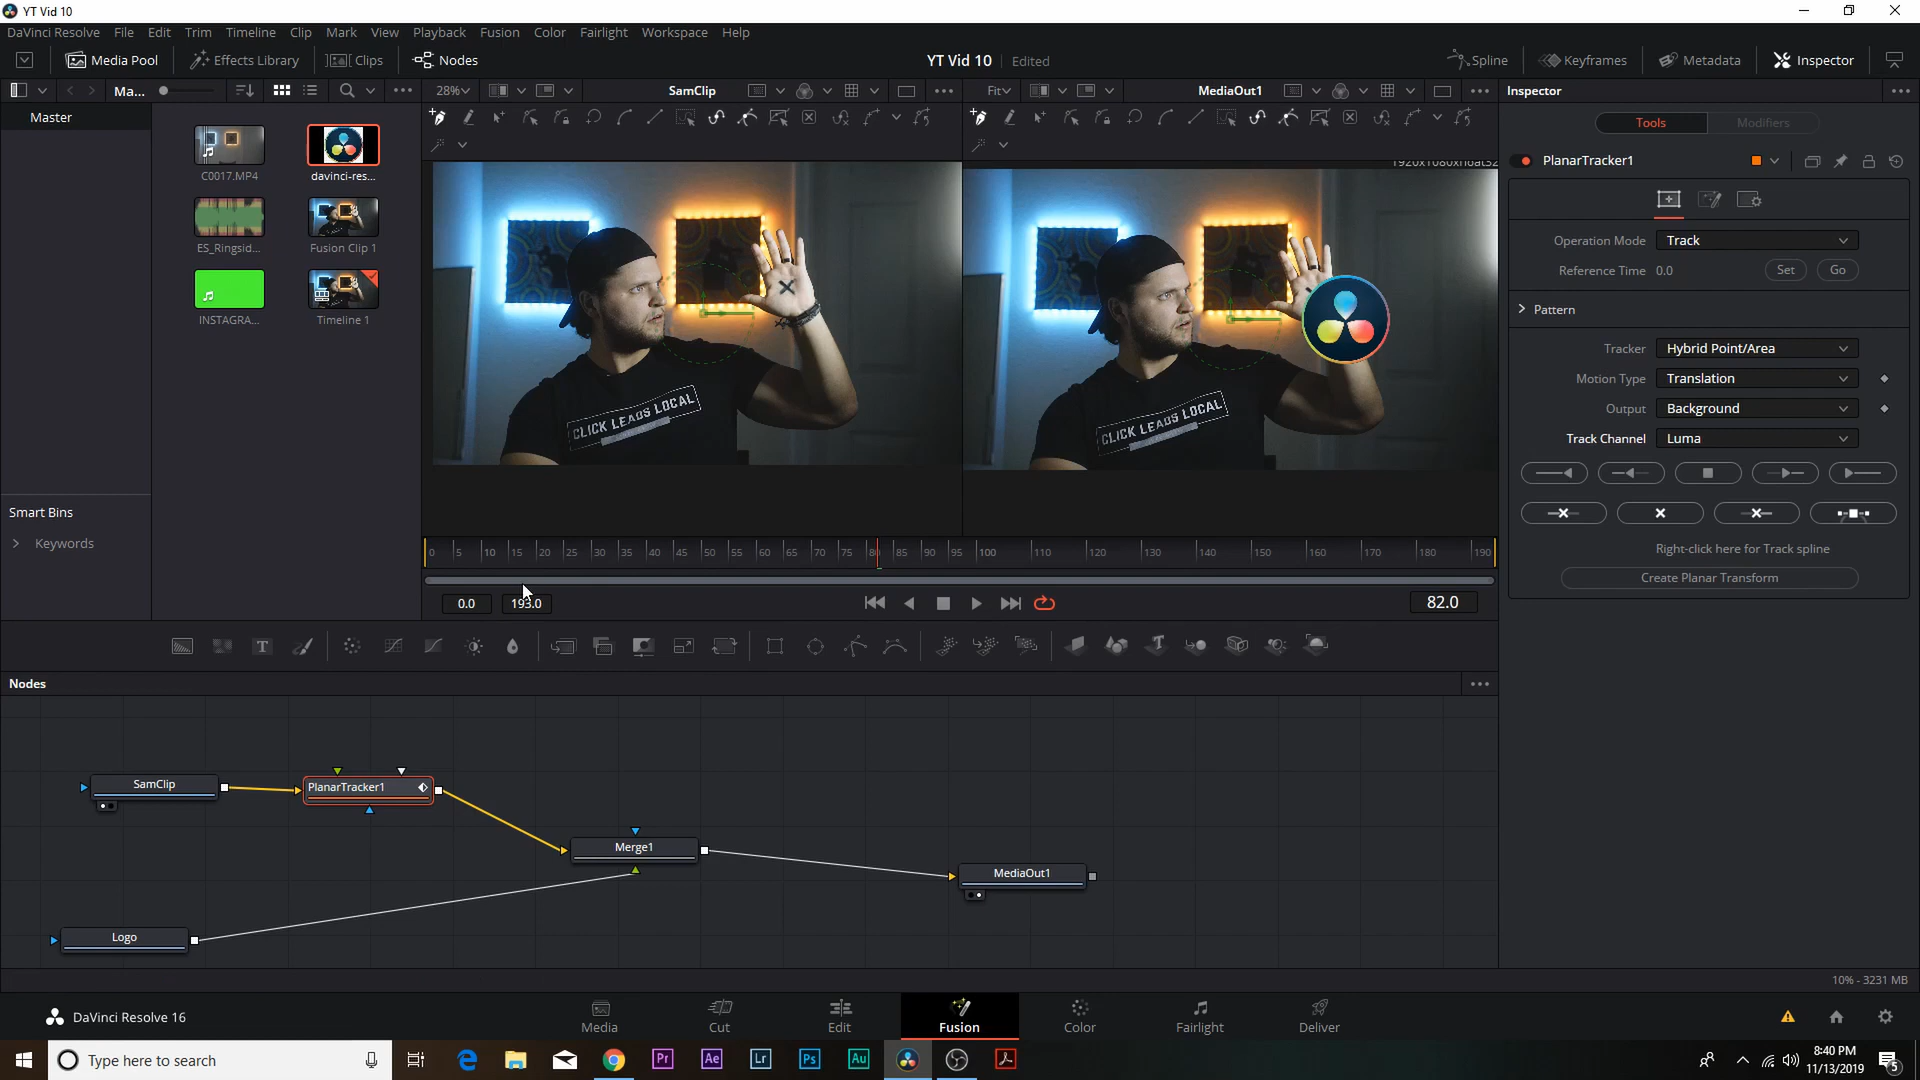 YT Vid 10
DaVinci Resolve File Edit Trim Timeline Clip Mark View Playback Fusion Color Fairlight Workspace Help
Media Pool Effects Library Clips Nodes YT Vid 10 Edited Spline Keyframes Metadata Inspector
Ma... 28% SamClip Fit MediaOut1 Inspector
Master
Tools Modifiers
1920x1080xfloat32
PlanarTracker1
C0017.MP4 davinci-res...
ES_Ringsid... Fusion Clip 1
INSTAGRA... Timeline 1
CLICK LEADS LOCAL
CLICK LEADS LOCAL
Operation Mode Track
Reference Time 0.0 Set Go
Pattern
Tracker Hybrid Point/Area
Motion Type Translation
Output Background
Track Channel Luma
Right-click here for Track spline
Create Planar Transform
Smart Bins
Keywords
0 5 10 15 20 25 30 35 40 45 50 55 60 65 70 75 80 85 90 95 100 110 120 130 140 150 160 170 180 190
0.0 193.0 82.0
Nodes
SamClip
PlanarTracker1
Merge1
MediaOut1
Logo
10% - 3231 MB
DaVinci Resolve 16
Media Cut Edit Fusion Color Fairlight Deliver
Type here to search
Pr Ae Lr Ps Au
8:40 PM
11/13/2019
5